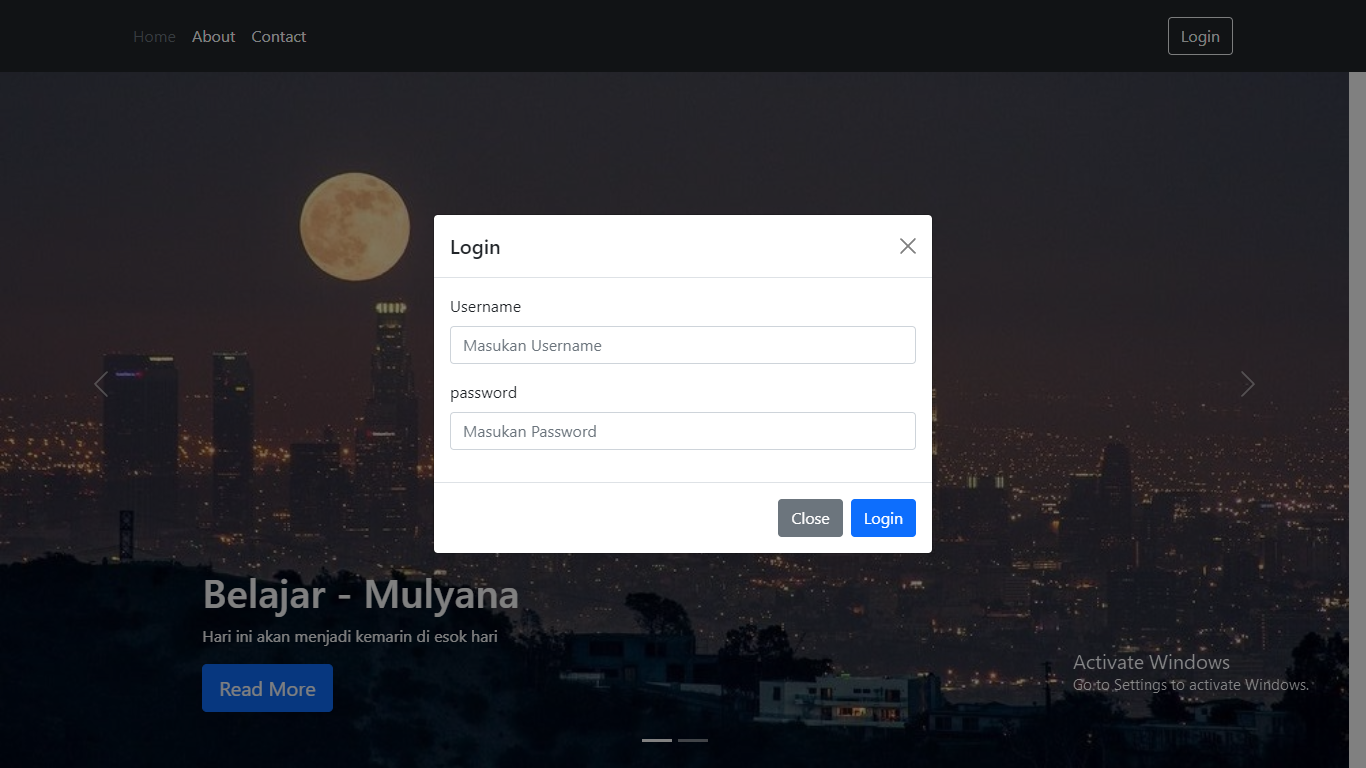 Home About Contact Login
Login
Username
Masukan Username
password
Masukan Password
Close Login
Belajar - Mulyana
Hari ini akan menjadi kemarin di esok hari
Read More
Activate Windows
Go to Settings to activate Windows.